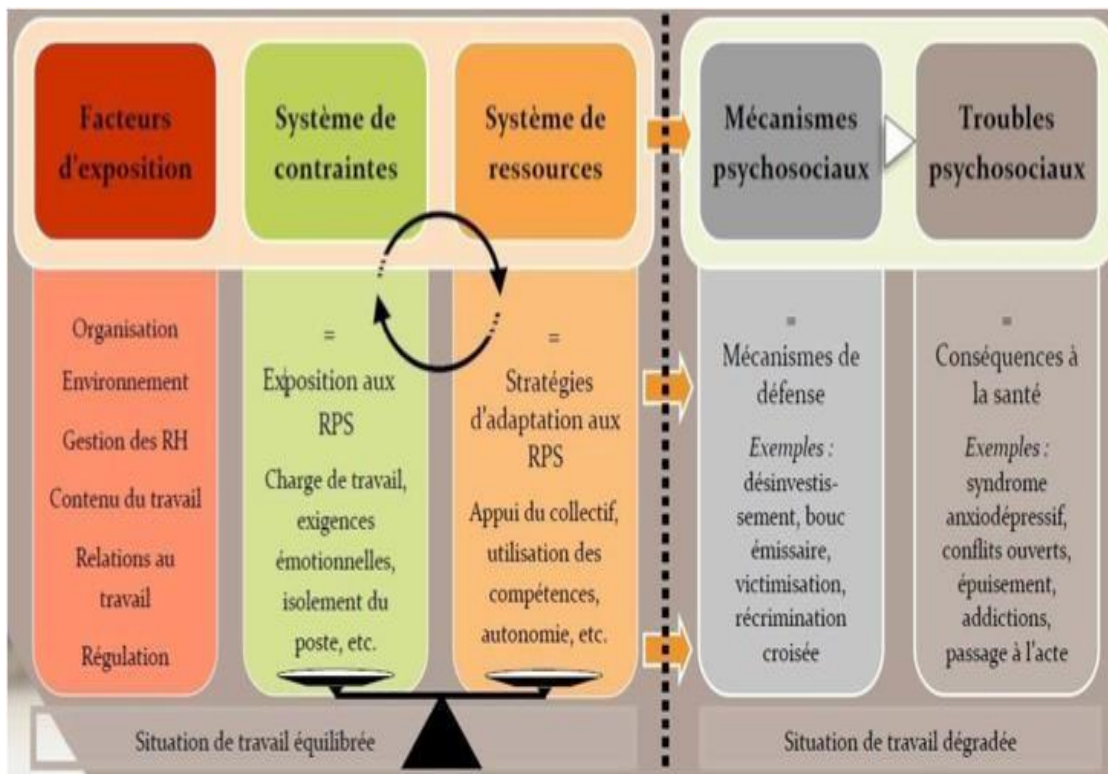 Facteurs
d'exposition
Organisation
Environnement
Gestion des RH
Contenu du travail
Relations au
travail
Régulation
Système de
contraintes
=
Exposition aux
RPS
Charge de travail,
exigences
émotionnelles,
isolement du
poste, etc.
Système de
ressources
=
Stratégies
d'adaptation aux
RPS
Appui du collectif,
utilisation des
compétences,
autonomie, etc.
Situation de travail équilibrée
Mécanismes
psychosociaux
=
Mécanismes de
défense
Exemples :
désinvestis-
sement, bouc
émissaire,
victimisation,
récrimination
croisée
Troubles
psychosociaux
=
Conséquences à
la santé
Exemples :
syndrome
anxiodépressif,
conflits ouverts,
épuisement,
addictions,
passage à l'acte
Situation de travail dégradée